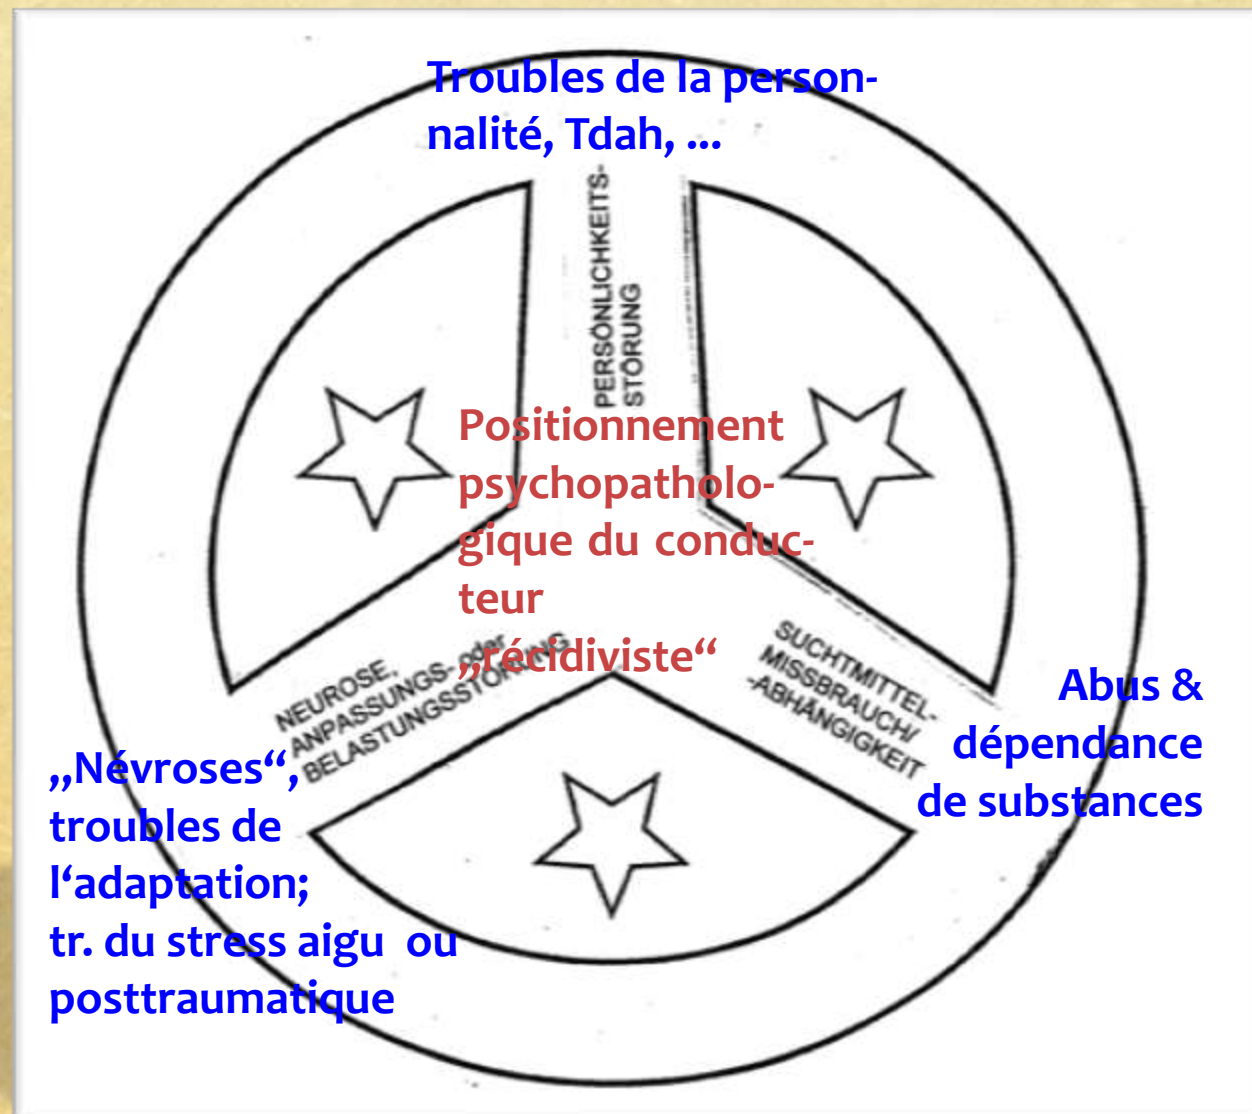 Troubles de la person-
nalité, Tdah, ...
PERSÖNLICHKEITS-
STÖRUNG
Positionnement
psychopatholo-
gique du conduc-
teur
„récidiviste“
NEUROSE,
ANPASSUNGS- oder
BELASTUNGSSTÖRUNG
SUCHTMITTEL-
MISSBRAUCH/
-ABHÄNGIGKEIT
Abus &
dépendance
de substances
„Névroses“,
troubles de
l‘adaptation;
tr. du stress aigu ou
posttraumatique